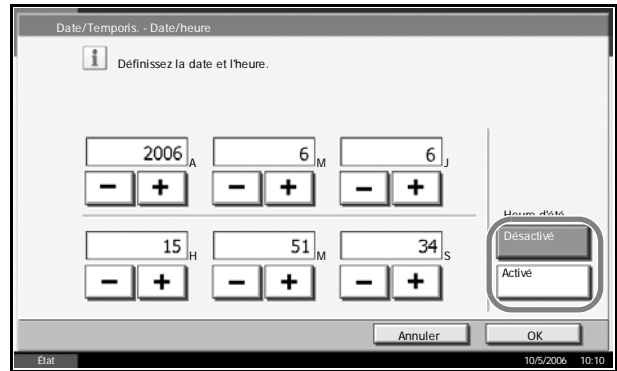 Date/Temporis. - Date/heure
Définissez la date et l'heure.
2006 A 6 M 6 J
Heure d'été
Désactivé
15 H 51 M 34 S
Activé
Annuler OK
État 10/5/2006 10:10